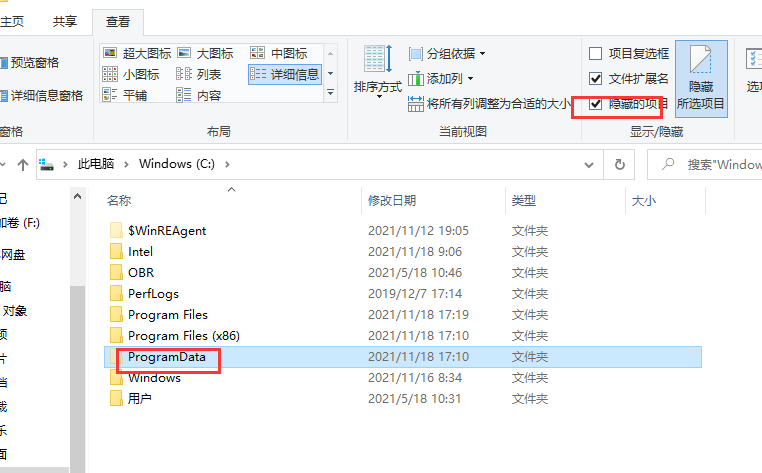 主页 共享 查看
预览窗格
详细信息窗格
窗格
超大图标 大图标 中图标
小图标 列表 详细信息
平铺 内容
布局
排序方式
分组依据
添加列
将所有列调整为合适的大小
当前视图
项目复选框
文件扩展名
隐藏的项目
隐藏
所选项目
显示/隐藏
选项
此电脑 > Windows (C:) >
搜索"Window
加卷 (F:)
网盘
脑
对象
名称 修改日期 类型 大小
$WinREAgent 2021/11/12 19:05 文件夹
Intel 2021/11/18 9:06 文件夹
OBR 2021/5/18 10:46 文件夹
PerfLogs 2019/12/7 17:14 文件夹
Program Files 2021/11/18 17:19 文件夹
Program Files (x86) 2021/11/18 17:10 文件夹
ProgramData 2021/11/18 17:10 文件夹
Windows 2021/11/16 8:34 文件夹
用户 2021/5/18 10:31 文件夹